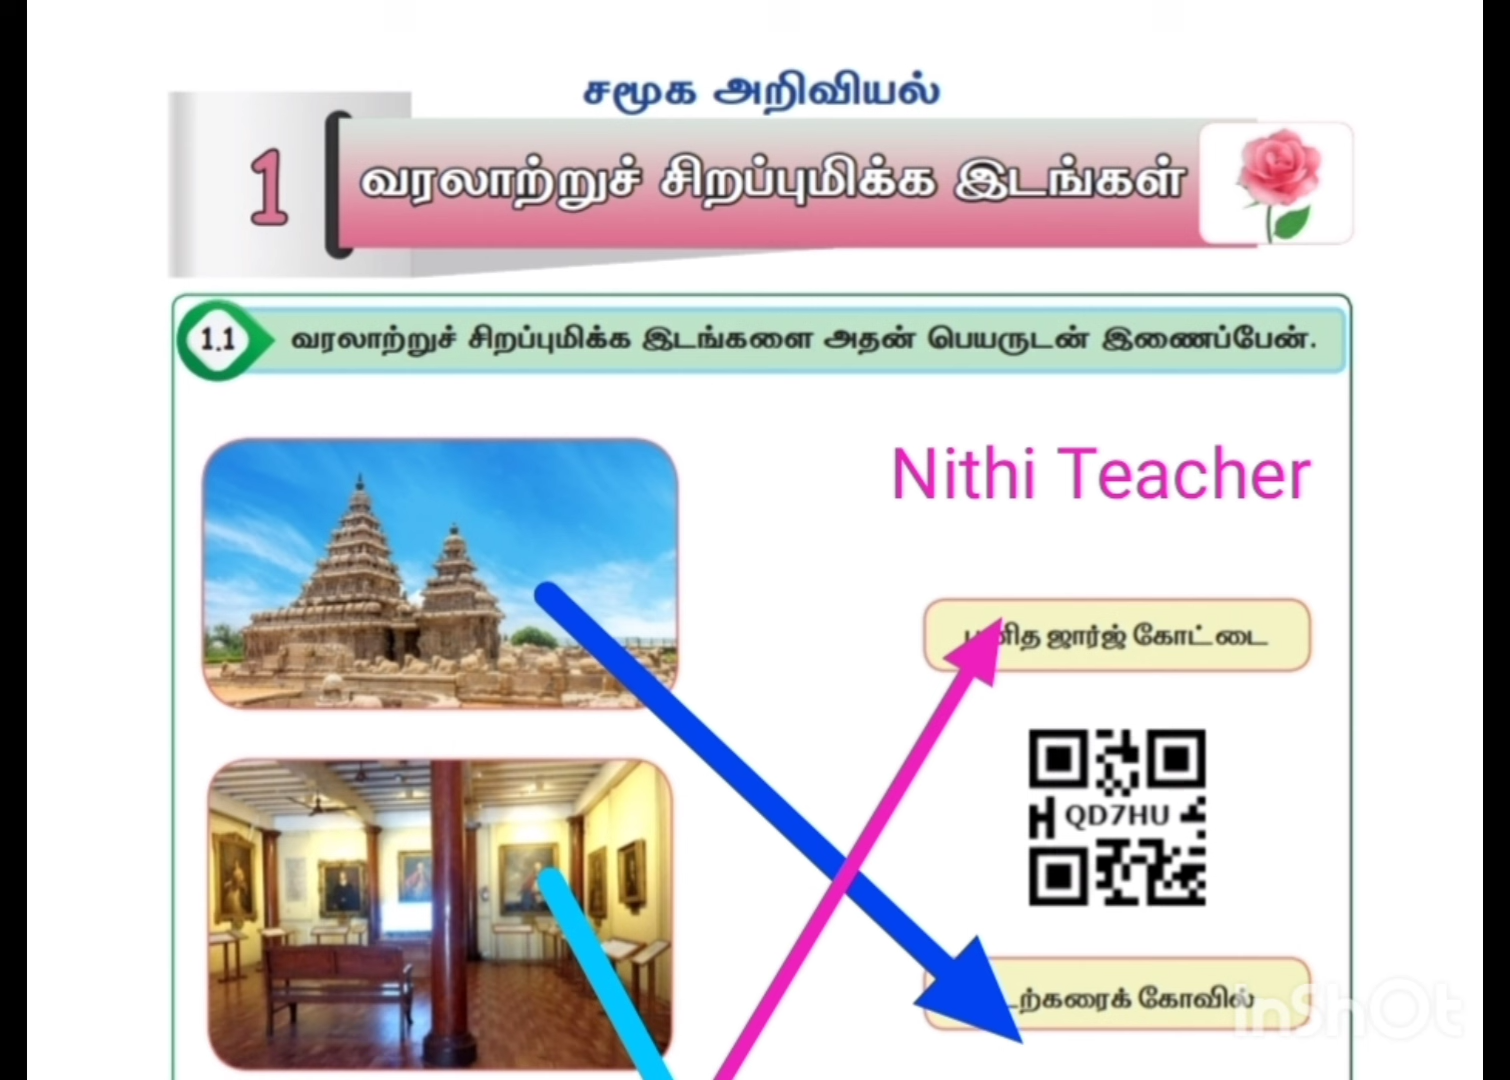 சமூக அறிவியல்
1
வரலாற்றுச் சிறப்புமிக்க இடங்கள்
1.1 வரலாற்றுச் சிறப்புமிக்க இடங்களை அதன் பெயருடன் இணைப்பேன்.
Nithi Teacher
ஜார்ஜ் கோட்டை
QD7HU
கோவில்
InShOt